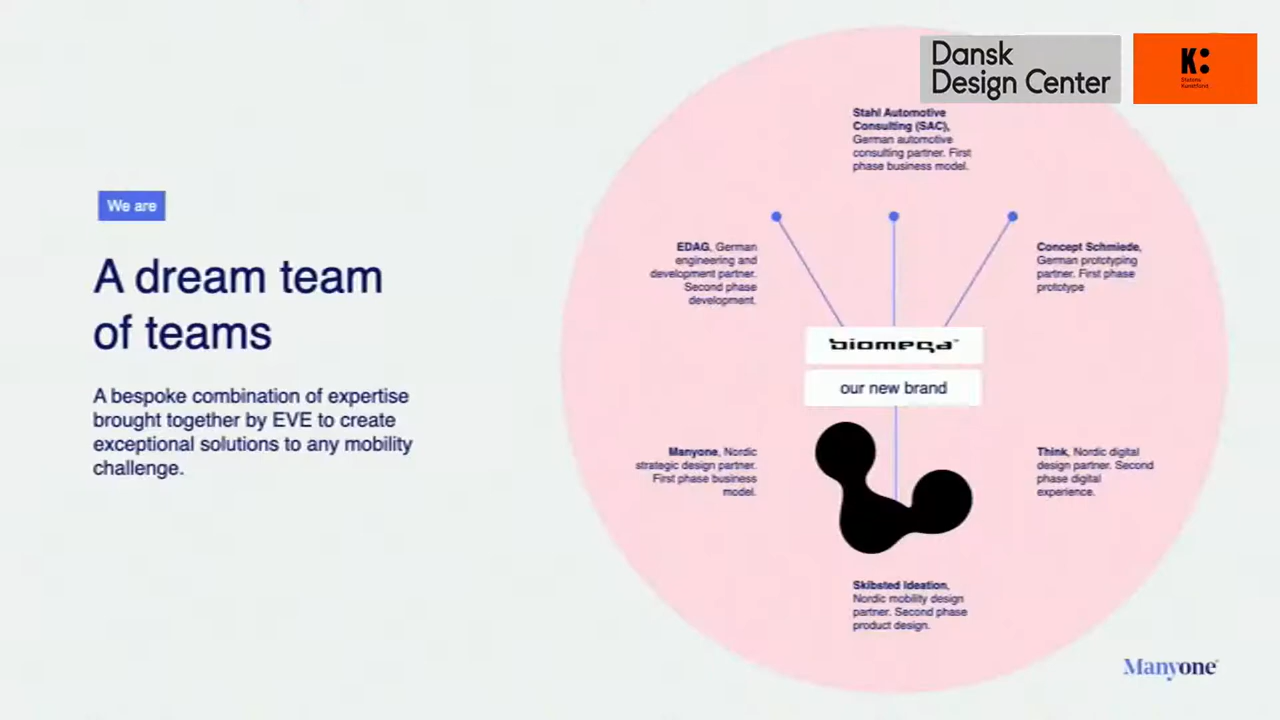 Dansk
Design Center
K:
Statens
Kunstfond
We are
A dream team
of teams
A bespoke combination of expertise
brought together by EVE to create
exceptional solutions to any mobility
challenge.
Stahl Automotive
Consulting (SAC),
German automotive
consulting partner. First
phase business model.
EDAG, German
engineering and
development partner.
Second phase
development.
Concept Schmiede,
German prototyping
partner. First phase
prototype
biomega™
our new brand
Manyone, Nordic
strategic design partner.
First phase business
model.
Think, Nordic digital
design partner. Second
phase digital
experience.
Skibsted Ideation,
Nordic mobility design
partner. Second phase
product design.
Manyone